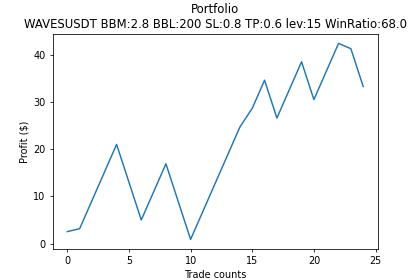 Portfolio
WAVESUSDT BBM:2.8 BBL:200 SL:0.8 TP:0.6 lev:15 WinRatio:68.0
40
30
20
10
0
Profit ($)
0 5 10 15 20 25
Trade counts